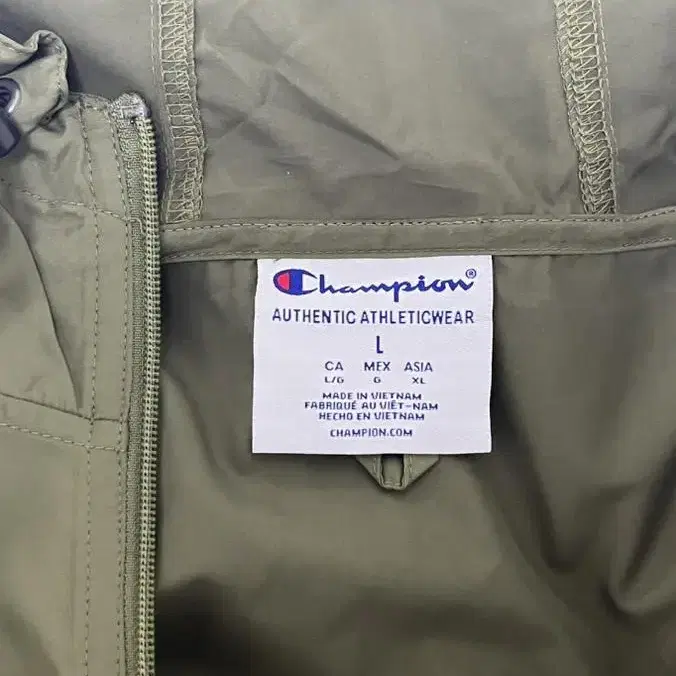 Champion®
AUTHENTIC ATHLETICWEAR
L
CA MEX ASIA
L/G G XL
MADE IN VIETNAM
FABRIQUÉ AU VIÊT-NAM
HECHO EN VIETNAM
CHAMPION.COM